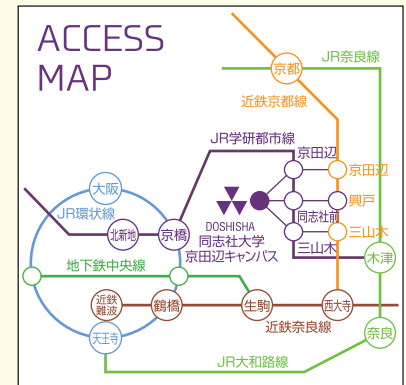 ACCESS
MAP
JR奈良線
京都
近鉄京都線
JR学研都市線
京田辺
京田辺
大阪
JR環状線
興戸
DOSHISHA
同志社前
北新地
京橋
同志社大学
京田辺キャンパス
三山木
三山木
木津
地下鉄中央線
近鉄
難波
鶴橋
生駒
西大寺
近鉄奈良線
天王寺
奈良
JR大和路線